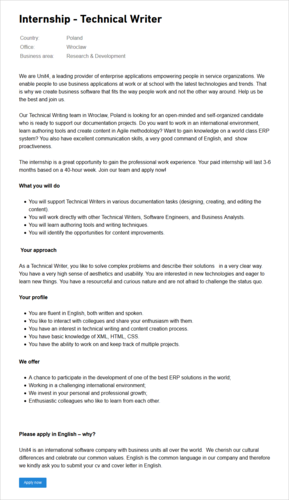 Internship - Technical Writer
Country: Poland
Office: Wroclaw
Business area: Research & Development
We are Unit4, a leading provider of enterprise applications empowering people in service organizations. We
enable people to use business applications at work or at school with the latest technologies and trends. That
is why we create business software that fits the way people work and not the other way around. Help us be
the best and join us.
Our Technical Writing team in Wroclaw, Poland is looking for an open-minded and self-organized candidate
who is ready to support our documentation projects. Do you want to work in an international environment,
learn authoring tools and create content in Agile methodology? Want to gain knowledge on a world class ERP
system? You also have excellent communication skills, a very good command of English, and show
proactiveness.
The internship is a great opportunity to gain the professional work experience. Your paid internship will last 3-6
months based on a 40-hour week. Join our team and apply now!
What you will do
• You will support Technical Writers in various documentation tasks (designing, creating, and editing the
content).
• You will work directly with other Technical Writers, Software Engineers, and Business Analysts.
• You will learn authoring tools and writing techniques.
• You will identify the opportunities for content improvements.
Your approach
As a Technical Writer, you like to solve complex problems and describe their solutions in a very clear way.
You have a very high sense of aesthetics and usability. You are interested in new technologies and eager to
learn new things. You have a resourceful and curious nature and are not afraid to challenge the status quo.
Your profile
• You are fluent in English, both written and spoken
• You like to interact with collegues and share your enthusiasm with them.
• You have an interest in technical writing and content creation process.
• You have basic knowledge of XML, HTML, CSS.
• You have the ability to work on and keep track of multiple projects.
We offer
• A chance to participate in the development of one of the best ERP solutions in the world;
• Working in a challenging international environment;
• We invest in your personal and professional growth;
• Enthusiastic colleagues who like to learn from each other.
Please apply in English – why?
Unit4 is an international software company with business units all over the world. We cherish our cultural
differences and celebrate our common values. English is the common language in our company and therefore
we kindly ask you to submit your cv and cover letter in English.
Apply now